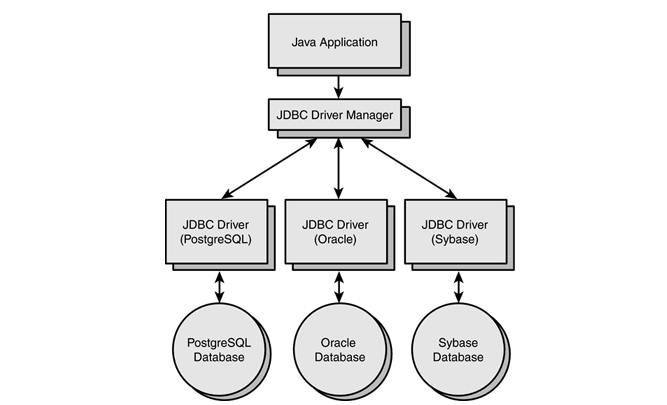 Java Application
JDBC Driver Manager
JDBC Driver
(PostgreSQL)
JDBC Driver
(Oracle)
JDBC Driver
(Sybase)
PostgreSQL
Database
Oracle
Database
Sybase
Database